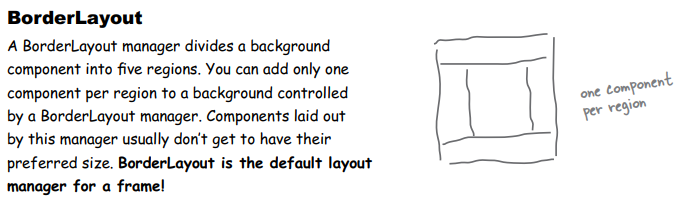 BorderLayout
A BorderLayout manager divides a background
component into five regions. You can add only one
component per region to a background controlled
by a BorderLayout manager. Components laid out
by this manager usually don’t get to have their
preferred size. BorderLayout is the default layout
manager for a frame!
one component
per region